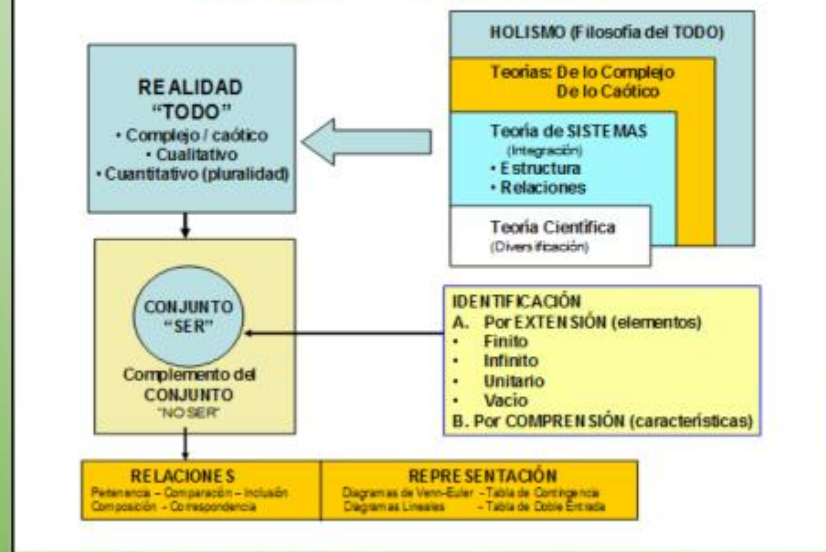 HOLISMO (Filosofía del TODO)
Teorías: De lo Complejo
De lo Caótico
Teoría de SISTEMAS
(Integración)
• Estructura
• Relaciones
Teoría Científica
(Diversificación)
REALIDAD
“TODO”
• Complejo / caótico
• Cualitativo
• Cuantitativo (pluralidad)
CONJUNTO
“SER”
Complemento del
CONJUNTO
“NO SER”
IDENTIFICACIÓN
A. Por EXTENSIÓN (elementos)
• Finito
• Infinito
• Unitario
• Vacío
B. Por COMPRENSIÓN (características)
RELACIONES
Pertenencia – Comparación – Inclusión
Composición - Correspondencia
REPRESENTACIÓN
Diagramas de Venn-Euler - Tabla de Contingencia
Diagramas Lineales - Tabla de Doble Entrada